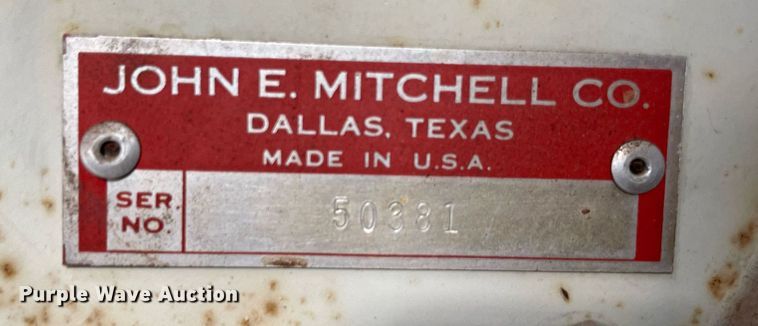 JOHN E. MITCHELL CO.
DALLAS, TEXAS
MADE IN U.S.A.
SER. NO. 50381
Purple Wave Auction